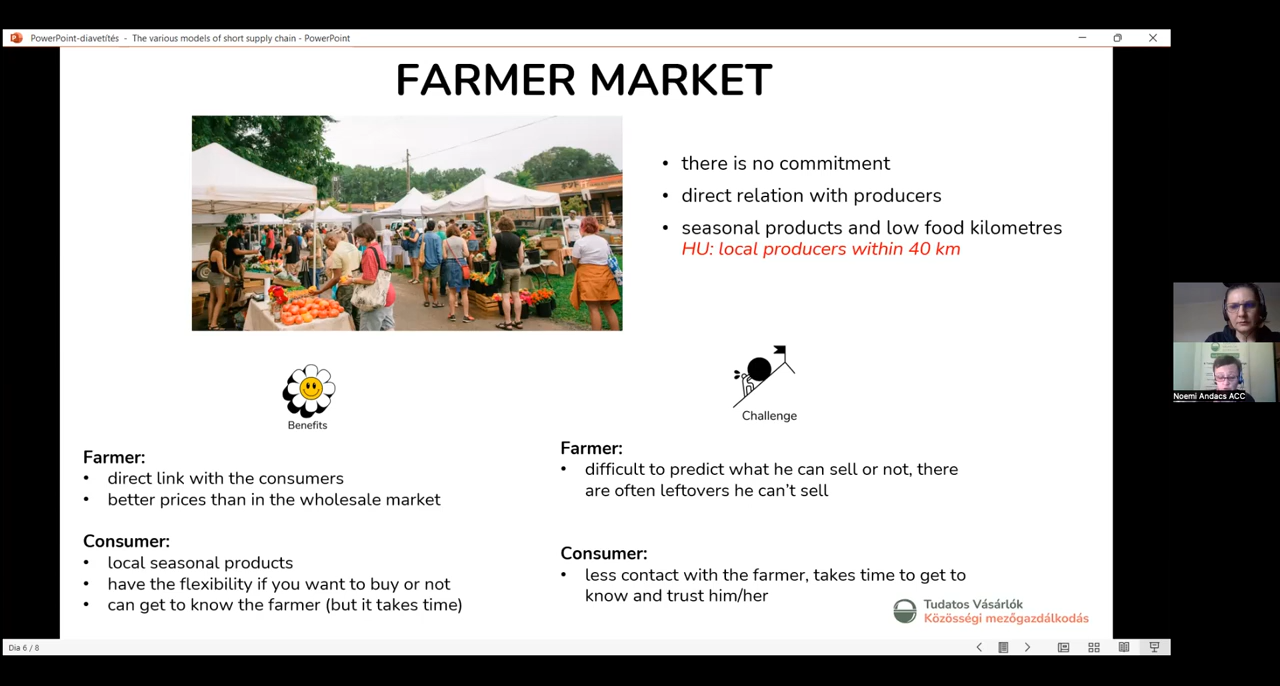 PowerPoint-diavetítés - The various models of short supply chain - PowerPoint
FARMER MARKET
• there is no commitment
• direct relation with producers
• seasonal products and low food kilometres
HU: local producers within 40 km
Benefits
Farmer:
• direct link with the consumers
• better prices than in the wholesale market
Consumer:
• local seasonal products
• have the flexibility if you want to buy or not
• can get to know the farmer (but it takes time)
Challenge
Farmer:
• difficult to predict what he can sell or not, there
are often leftovers he can't sell
Consumer:
• less contact with the farmer, takes time to get to
know and trust him/her
Tudatos Vásárlók
Közösségi mezőgazdálkodás
Noemi Andacs ACC
Dia 6 / 8